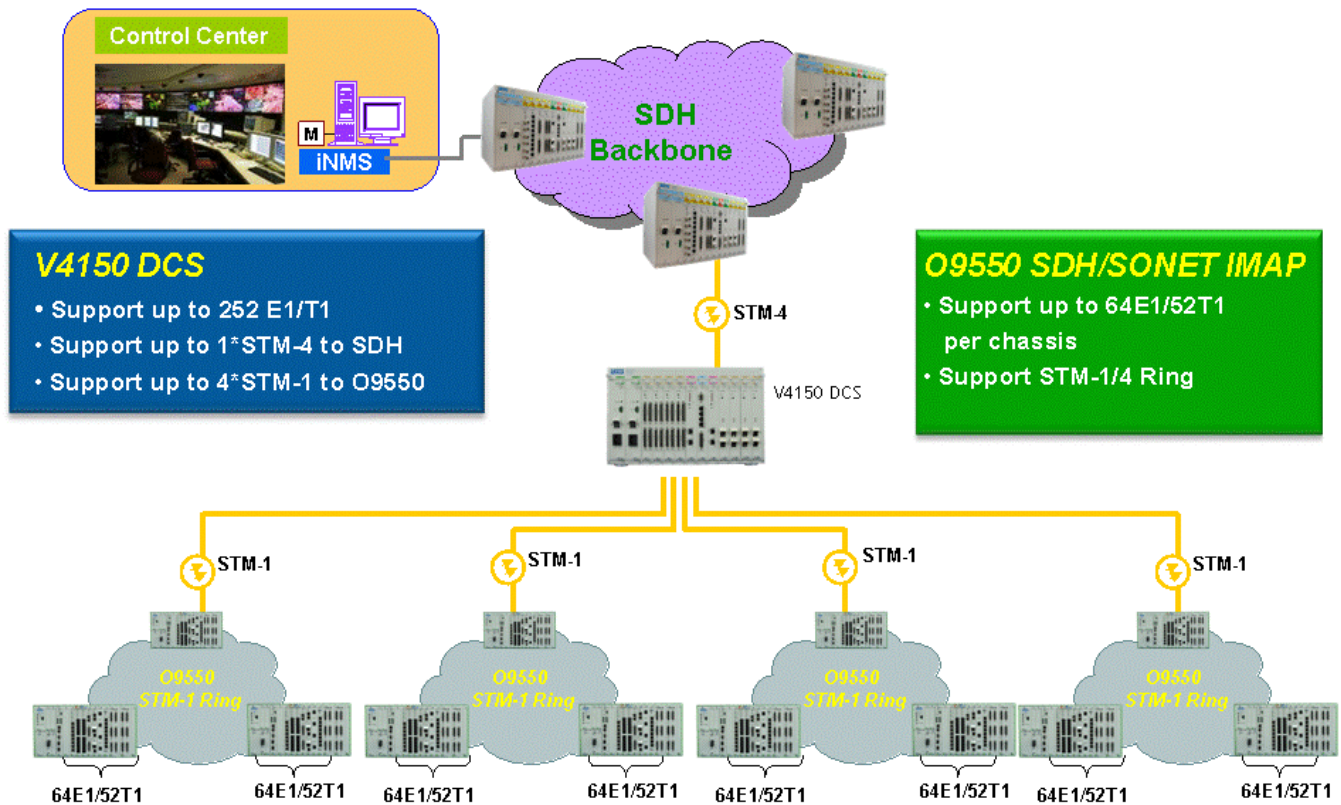 Control Center
M
iNMS
SDH
Backbone
V4150 DCS
• Support up to 252 E1/T1
• Support up to 1*STM-4 to SDH
• Support up to 4*STM-1 to O9550
O9550 SDH/SONET IMAP
• Support up to 64E1/52T1
per chassis
• Support STM-1/4 Ring
STM-4
V4150 DCS
STM-1
STM-1
STM-1
STM-1
O9550
STM-1 Ring
O9550
STM-1 Ring
O9550
STM-1 Ring
O9550
STM-1 Ring
64E1/52T1
64E1/52T1
64E1/52T1
64E1/52T1
64E1/52T1
64E1/52T1
64E1/52T1
64E1/52T1